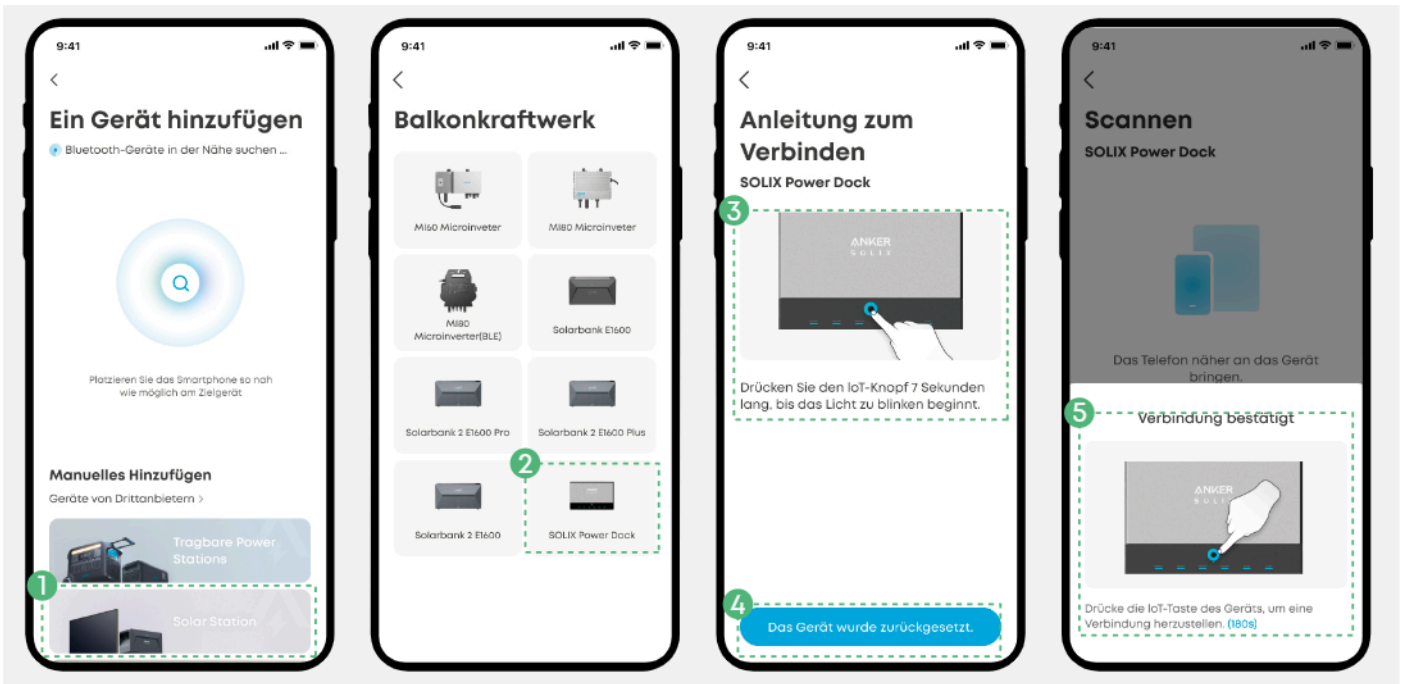 9:41
Ein Gerät hinzufügen
Bluetooth-Geräte in der Nähe suchen ...
Platzieren Sie das Smartphone so nah
wie möglich am Zielgerät
Manuelles Hinzufügen
Geräte von Drittanbietern >
Tragbare Power
Stations
1
Solar Station
9:41
Balkonkraftwerk
MI60 Microinveter
MI80 Microinveter
MI80
Microinverter(BLE)
Solarbank E1600
Solarbank 2 E1600 Pro
Solarbank 2 E1600 Plus
2
Solarbank 2 E1600
SOLIX Power Dock
9:41
Anleitung zum
Verbinden
SOLIX Power Dock
3
ANKER
SOLIX
Drücken Sie den IoT-Knopf 7 Sekunden
lang, bis das Licht zu blinken beginnt.
4
Das Gerät wurde zurückgesetzt.
9:41
Scannen
SOLIX Power Dock
Das Telefon näher an das Gerät
bringen.
5
Verbindung bestätigt
ANKER
Drücke die IoT-Taste des Geräts, um eine
Verbindung herzustellen. (180s)